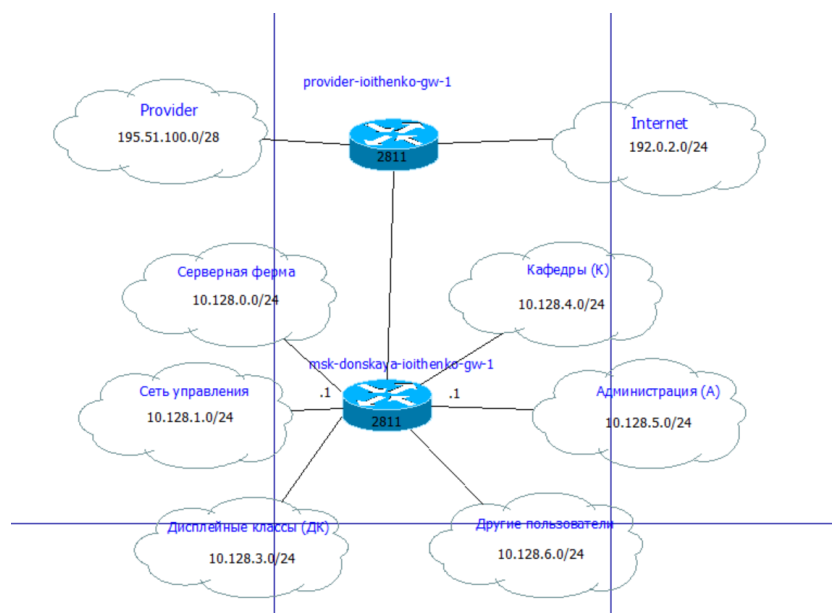 provider-ioithenko-gw-1
Provider
195.51.100.0/28
2811
Internet
192.0.2.0/24
Серверная ферма
10.128.0.0/24
Кафедры (К)
10.128.4.0/24
msk-donskaya-ioithenko-gw-1
Сеть управления
10.128.1.0/24
.1
.1
2811
Администрация (А)
10.128.5.0/24
Дисплейные классы (ДК)
10.128.3.0/24
Другие пользователи
10.128.6.0/24